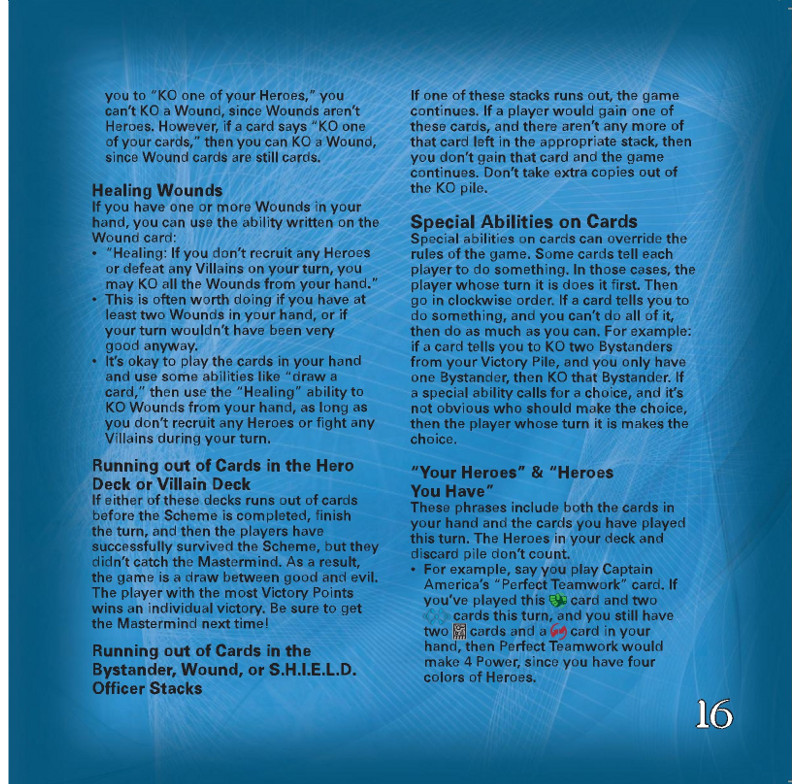 you to “KO one of your Heroes,” you
can’t KO a Wound, since Wounds aren’t
Heroes. However, if a card says “KO one
of your cards,” then you can KO a Wound,
since Wound cards are still cards.
Healing Wounds
If you have one or more Wounds in your
hand, you can use the ability written on the
Wound card:
• “Healing: If you don’t recruit any Heroes
or defeat any Villains on your turn, you
may KO all the Wounds from your hand.”
• This is often worth doing if you have at
least two Wounds in your hand, or if
your turn wouldn’t have been very
good anyway.
• It’s okay to play the cards in your hand
and use some abilities like “draw a
card,” then use the “Healing” ability to
KO Wounds from your hand, as long as
you don’t recruit any Heroes or fight any
Villains during your turn.
Running out of Cards in the Hero
Deck or Villain Deck
If either of these decks runs out of cards
before the Scheme is completed, finish
the turn, and then the players have
successfully survived the Scheme, but they
didn’t catch the Mastermind. As a result,
the game is a draw between good and evil.
The player with the most Victory Points
wins an individual victory. Be sure to get
the Mastermind next time!
Running out of Cards in the
Bystander, Wound, or S.H.I.E.L.D.
Officer Stacks
If one of these stacks runs out, the game
continues. If a player would gain one of
these cards, and there aren’t any more of
that card left in the appropriate stack, then
you don’t gain that card and the game
continues. Don’t take extra copies out of
the KO pile.
Special Abilities on Cards
Special abilities on cards can override the
rules of the game. Some cards tell each
player to do something. In those cases, the
player whose turn it is does it first. Then
go in clockwise order. If a card tells you to
do something, and you can’t do all of it,
then do as much as you can. For example:
if a card tells you to KO two Bystanders
from your Victory Pile, and you only have
one Bystander, then KO that Bystander. If
a special ability calls for a choice, and it’s
not obvious who should make the choice,
then the player whose turn it is makes the
choice.
“Your Heroes” & “Heroes
You Have”
These phrases include both the cards in
your hand and the cards you have played
this turn. The Heroes in your deck and
discard pile don’t count.
• For example, say you play Captain
America’s “Perfect Teamwork” card. If
you’ve played this card and two
cards this turn, and you still have
two cards and a card in your
hand, then Perfect Teamwork would
make 4 Power, since you have four
colors of Heroes.
16